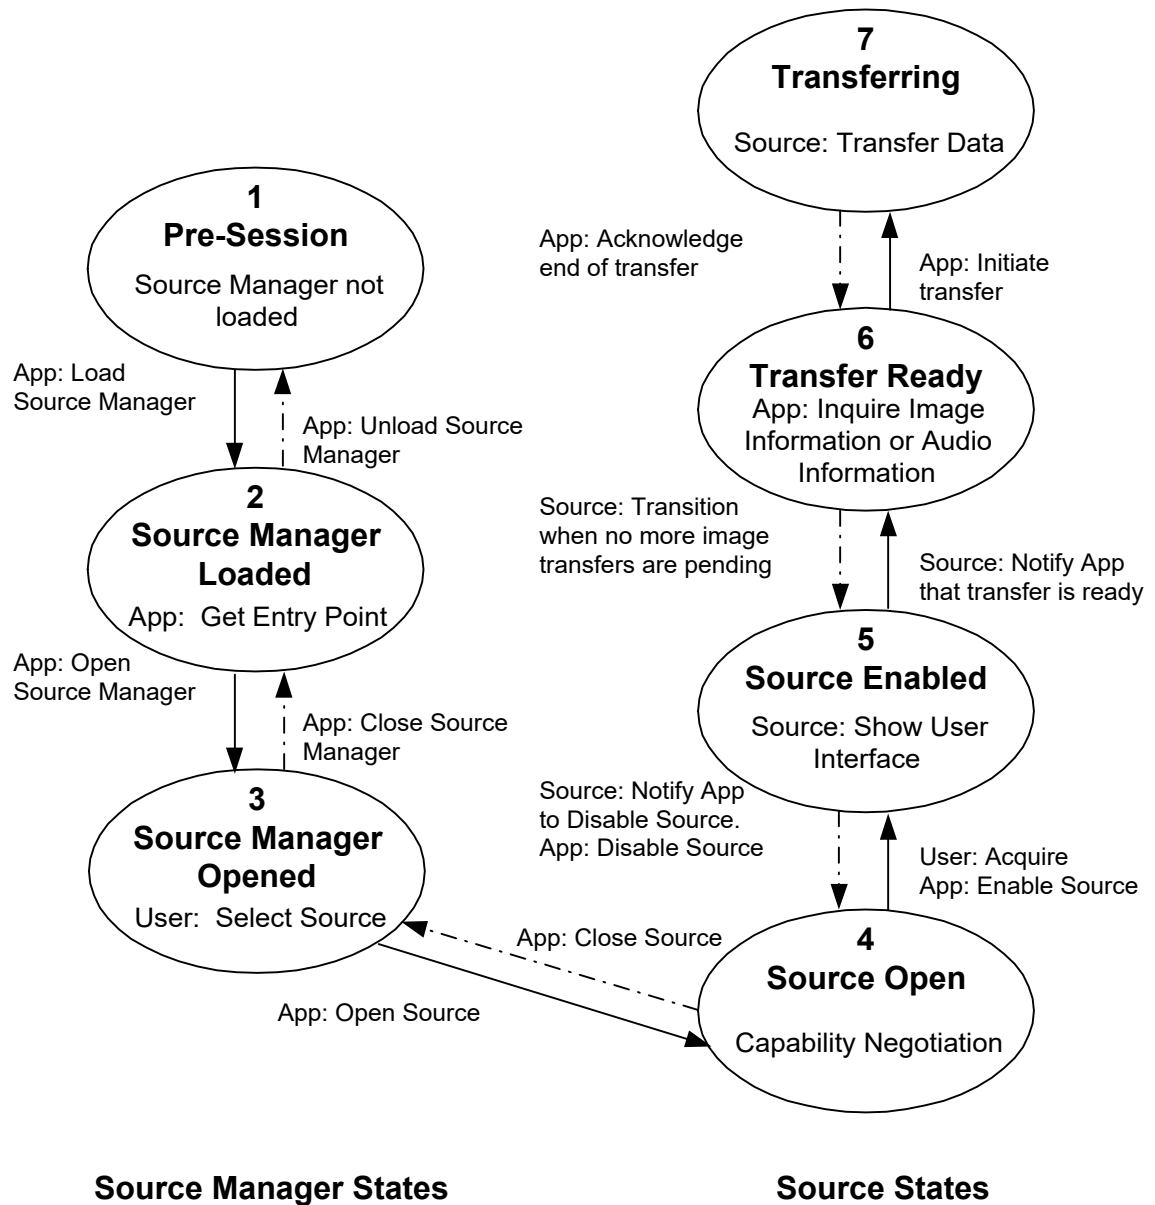 1
Pre-Session
Source Manager not
loaded
App: Load
Source Manager
App: Unload Source
Manager
2
Source Manager
Loaded
App:  Get Entry Point
App: Open
Source Manager
App: Close Source
Manager
3
Source Manager
Opened
User:  Select Source
App: Close Source
App: Open Source
7
Transferring
Source: Transfer Data
App: Acknowledge
end of transfer
App: Initiate
transfer
6
Transfer Ready
App: Inquire Image
Information or Audio
Information
Source: Transition
when no more image
transfers are pending
Source: Notify App
that transfer is ready
5
Source Enabled
Source: Show User
Interface
Source: Notify App
to Disable Source.
App: Disable Source
User: Acquire
App: Enable Source
4
Source Open
Capability Negotiation
Source Manager States
Source States